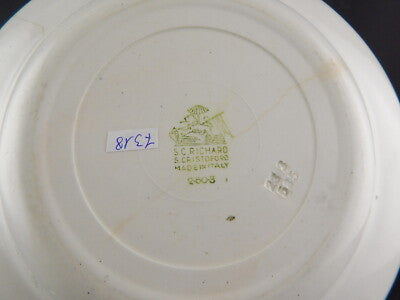 S.C.RICHARD
S.CRISTOFORO
MADE IN ITALY
7318